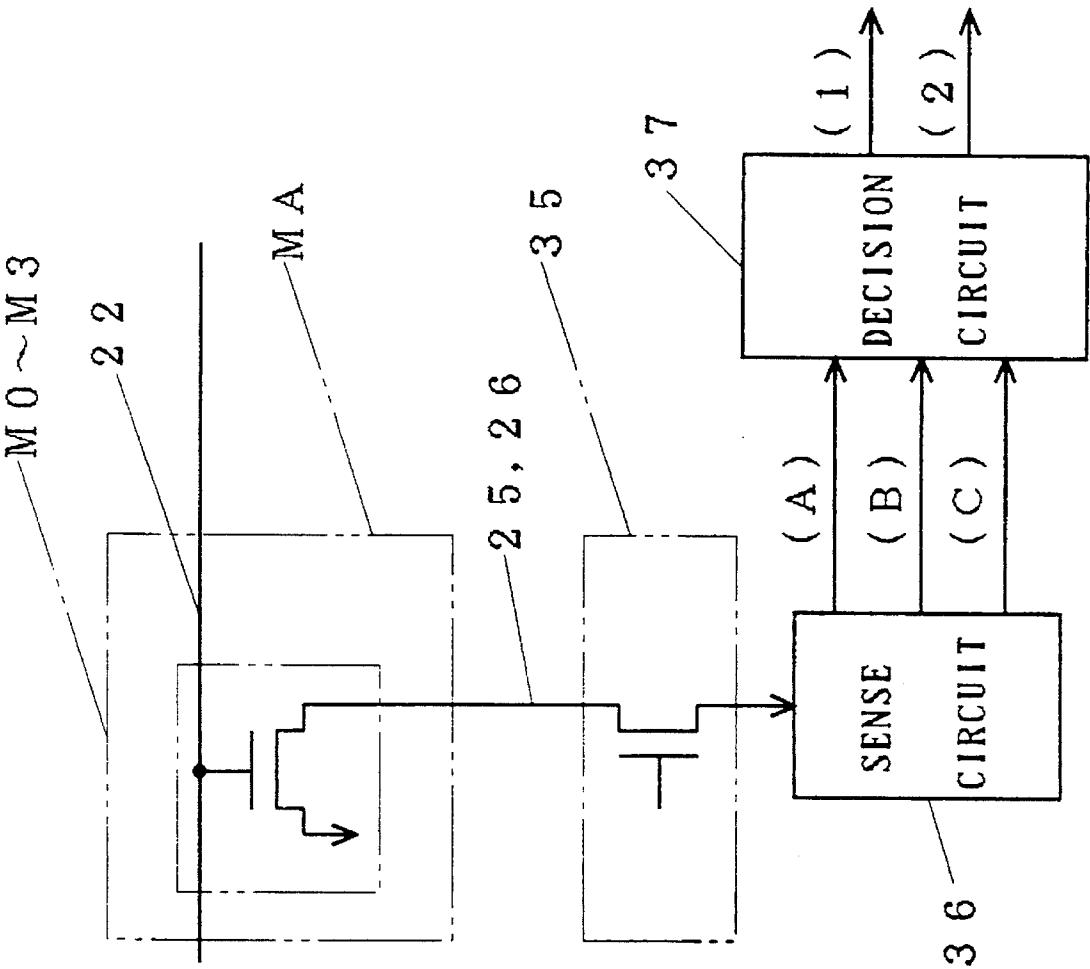 M0~M3
22
MA
25,26
35
37
(A)
(B)
(C)
(1)
(2)
SENSE
CIRCUIT
DECISION
CIRCUIT
36